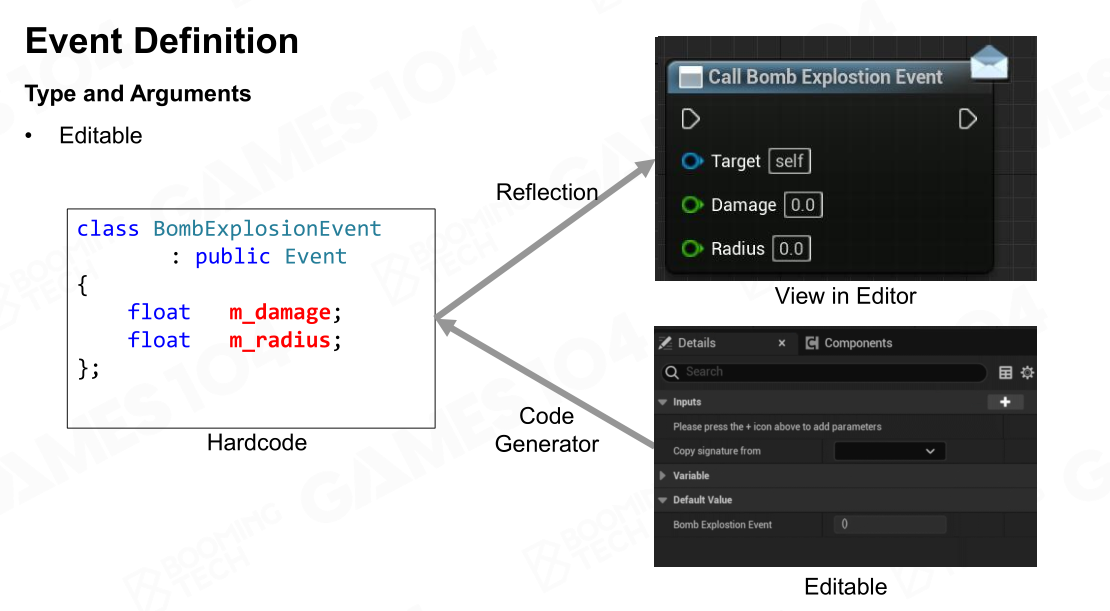 Event Definition
Type and Arguments
• Editable
class BombExplosionEvent
: public Event
{
float m_damage;
float m_radius;
};
Hardcode
Reflection
Code
Generator
Call Bomb Explostion Event
Target self
Damage 0.0
Radius 0.0
View in Editor
Details × Components
Search
Inputs
Please press the + icon above to add parameters
Copy signature from
Variable
Default Value
Bomb Explostion Event ()
Editable
GAMES 104
BOOMING
TECH